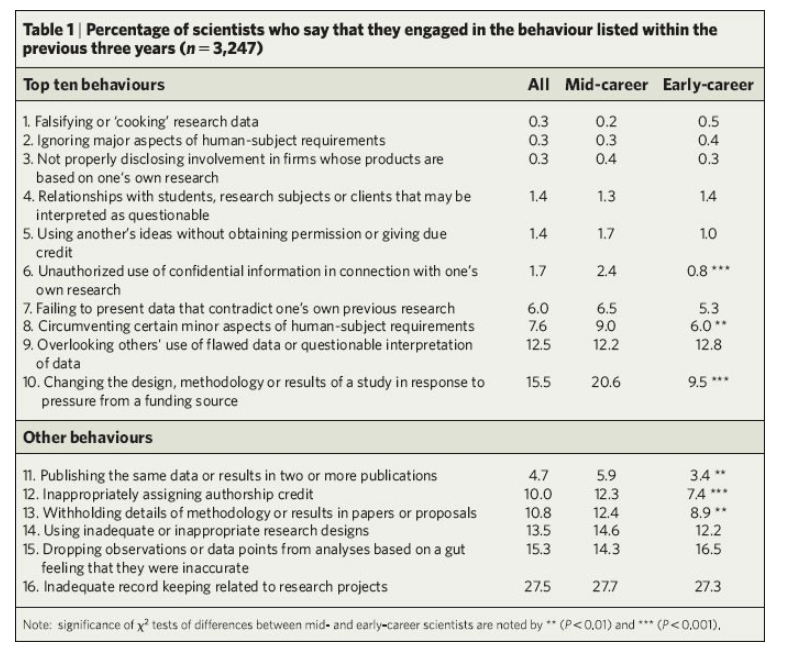 Table 1 | Percentage of scientists who say that they engaged in the behaviour listed within the
previous three years (n = 3,247)
Top ten behaviours All Mid-career Early-career
1. Falsifying or ‘cooking’ research data 0.3 0.2 0.5
2. Ignoring major aspects of human-subject requirements 0.3 0.3 0.4
3. Not properly disclosing involvement in firms whose products are 0.3 0.4 0.3
based on one’s own research
4. Relationships with students, research subjects or clients that may be 1.4 1.3 1.4
interpreted as questionable
5. Using another’s ideas without obtaining permission or giving due 1.4 1.7 1.0
credit
6. Unauthorized use of confidential information in connection with one’s 1.7 2.4 0.8 ***
own research
7. Failing to present data that contradict one’s own previous research 6.0 6.5 5.3
8. Circumventing certain minor aspects of human-subject requirements 7.6 9.0 6.0 **
9. Overlooking others' use of flawed data or questionable interpretation 12.5 12.2 12.8
of data
10. Changing the design, methodology or results of a study in response to 15.5 20.6 9.5 ***
pressure from a funding source
Other behaviours
11. Publishing the same data or results in two or more publications 4.7 5.9 3.4 **
12. Inappropriately assigning authorship credit 10.0 12.3 7.4 ***
13. Withholding details of methodology or results in papers or proposals 10.8 12.4 8.9 **
14. Using inadequate or inappropriate research designs 13.5 14.6 12.2
15. Dropping observations or data points from analyses based on a gut 15.3 14.3 16.5
feeling that they were inaccurate
16. Inadequate record keeping related to research projects 27.5 27.7 27.3
Note: significance of χ² tests of differences between mid- and early-career scientists are noted by ** (P<0.01) and *** (P<0.001).